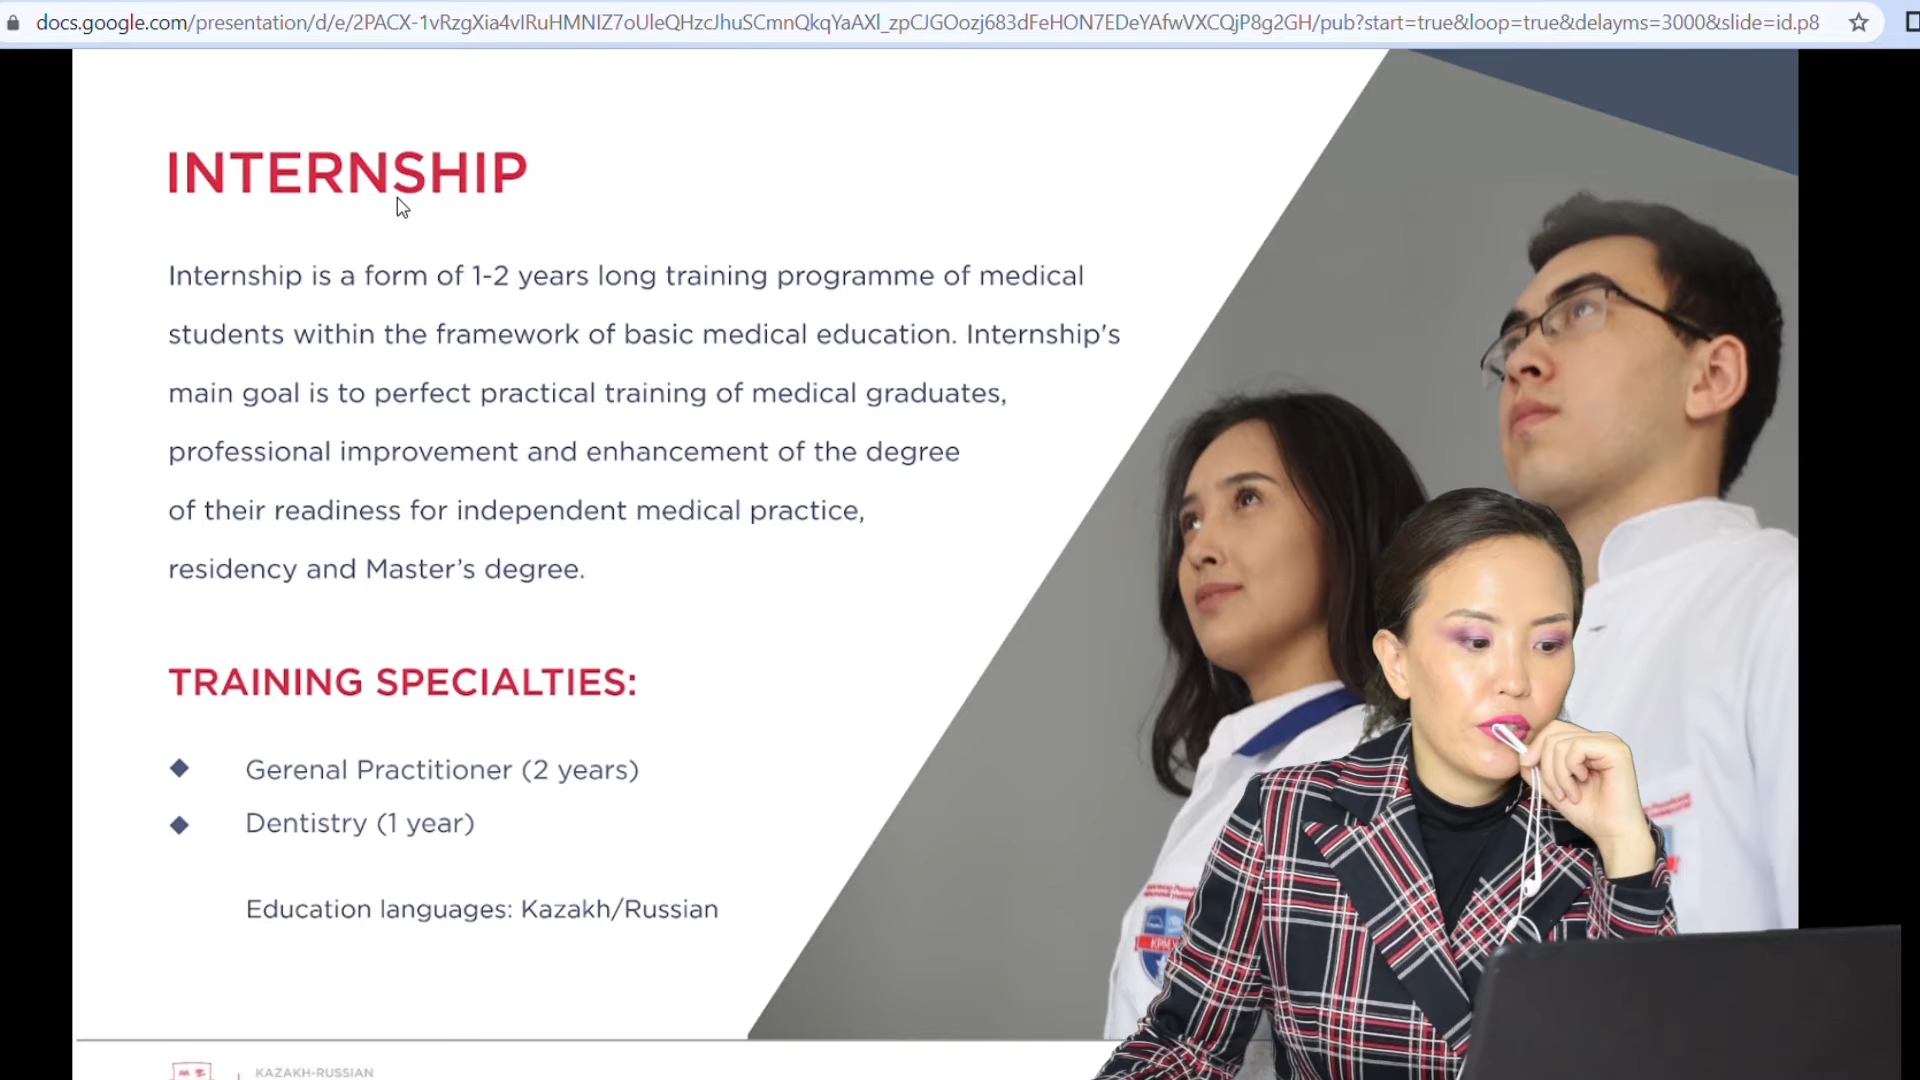 docs.google.com/presentation/d/e/2PACX-1vRzgXia4vIRuHMNIZ7oUleQHzcJhuSCmnQkqYaAXl_zpCJGOozj683dFeHON7EDeYAfwVXCQjP8g2GH/pub?start=true&loop=true&delayms=3000&slide=id.p8
INTERNSHIP
Internship is a form of 1-2 years long training programme of medical
students within the framework of basic medical education. Internship's
main goal is to perfect practical training of medical graduates,
professional improvement and enhancement of the degree
of their readiness for independent medical practice,
residency and Master’s degree.
TRAINING SPECIALTIES:
Gerenal Practitioner (2 years)
Dentistry (1 year)
Education languages: Kazakh/Russian
KAZAKH-RUSSIAN